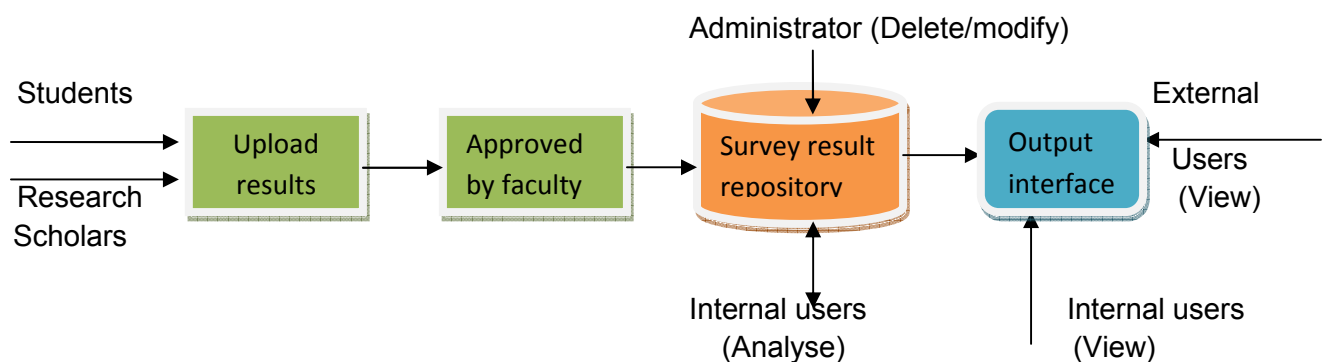 Administrator (Delete/modify)
Students
Research
Scholars
Upload
results
Approved
by faculty
Survey result
repository
Internal users
(Analyse)
Output
interface
External
Users
(View)
Internal users
(View)